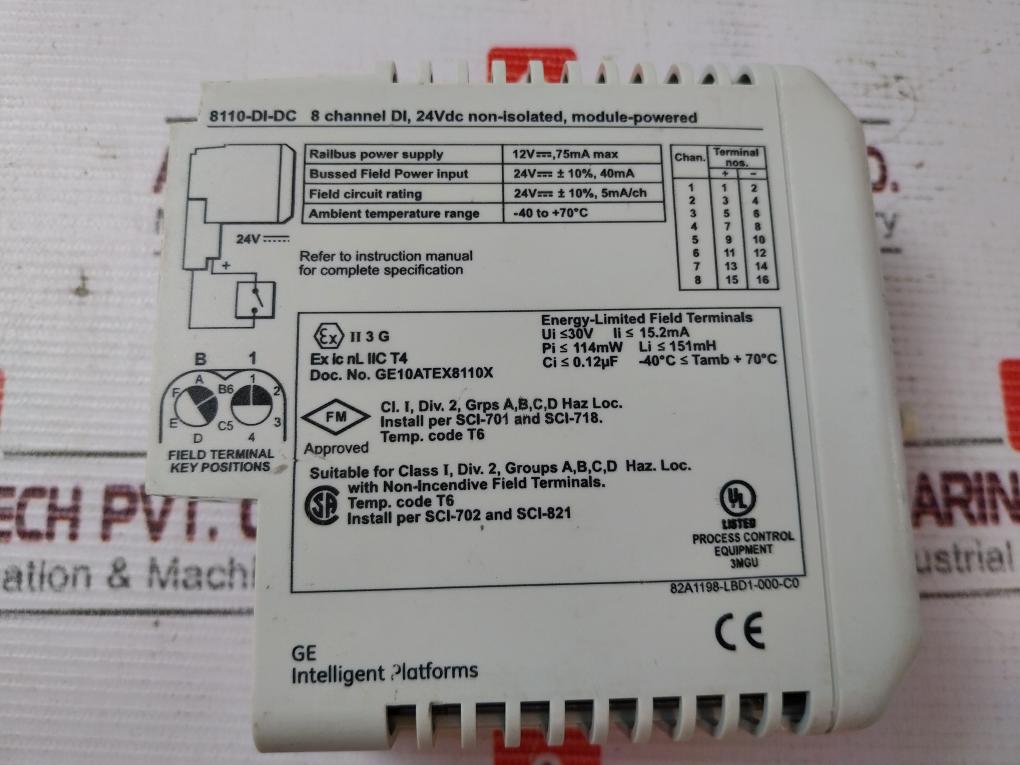 8110-DI-DC 8 channel DI, 24Vdc non-isolated, module-powered
Railbus power supply 12V⎓,75mA max
Bussed Field Power input 24V⎓ ± 10%, 40mA
Field circuit rating 24V⎓ ± 10%, 5mA/ch
Ambient temperature range -40 to +70°C
Chan. Terminal nos.
+ −
1 1 2
2 3 4
3 5 6
4 7 8
5 9 10
6 11 12
7 13 14
8 15 16
24V⎓
+
Refer to instruction manual
for complete specification
Ex II 3 G
Ex ic nL IIC T4
Doc. No. GE10ATEX8110X
Energy-Limited Field Terminals
Ui ≤30V Ii ≤ 15.2mA
Pi ≤ 114mW Li ≤ 151mH
Ci ≤ 0.12µF -40°C ≤ Tamb + 70°C
B 1
A 1
F B6 2
E C5 3
D 4
FIELD TERMINAL
KEY POSITIONS
FM
Approved
Cl. I, Div. 2, Grps A,B,C,D Haz Loc.
Install per SCI-701 and SCI-718.
Temp. code T6
Suitable for Class I, Div. 2, Groups A,B,C,D Haz. Loc.
with Non-Incendive Field Terminals.
Temp. code T6
Install per SCI-702 and SCI-821
SA
UL
LISTED
PROCESS CONTROL
EQUIPMENT
3MGU
82A1198-LBD1-000-C0
CE
GE
Intelligent Platforms
TECH PVT.
ation & Machi
ARIN
dustrial